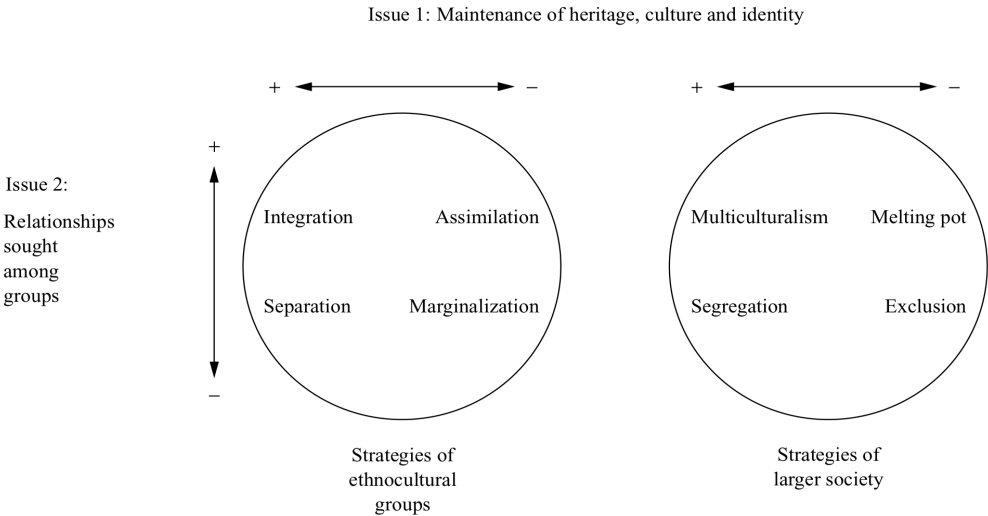 Issue 1: Maintenance of heritage, culture and identity
+ −
+ −
+
Issue 2:
Relationships
sought
among
groups
−
Integration Assimilation
Separation Marginalization
Multiculturalism Melting pot
Segregation Exclusion
Strategies of
ethnocultural
groups
Strategies of
larger society